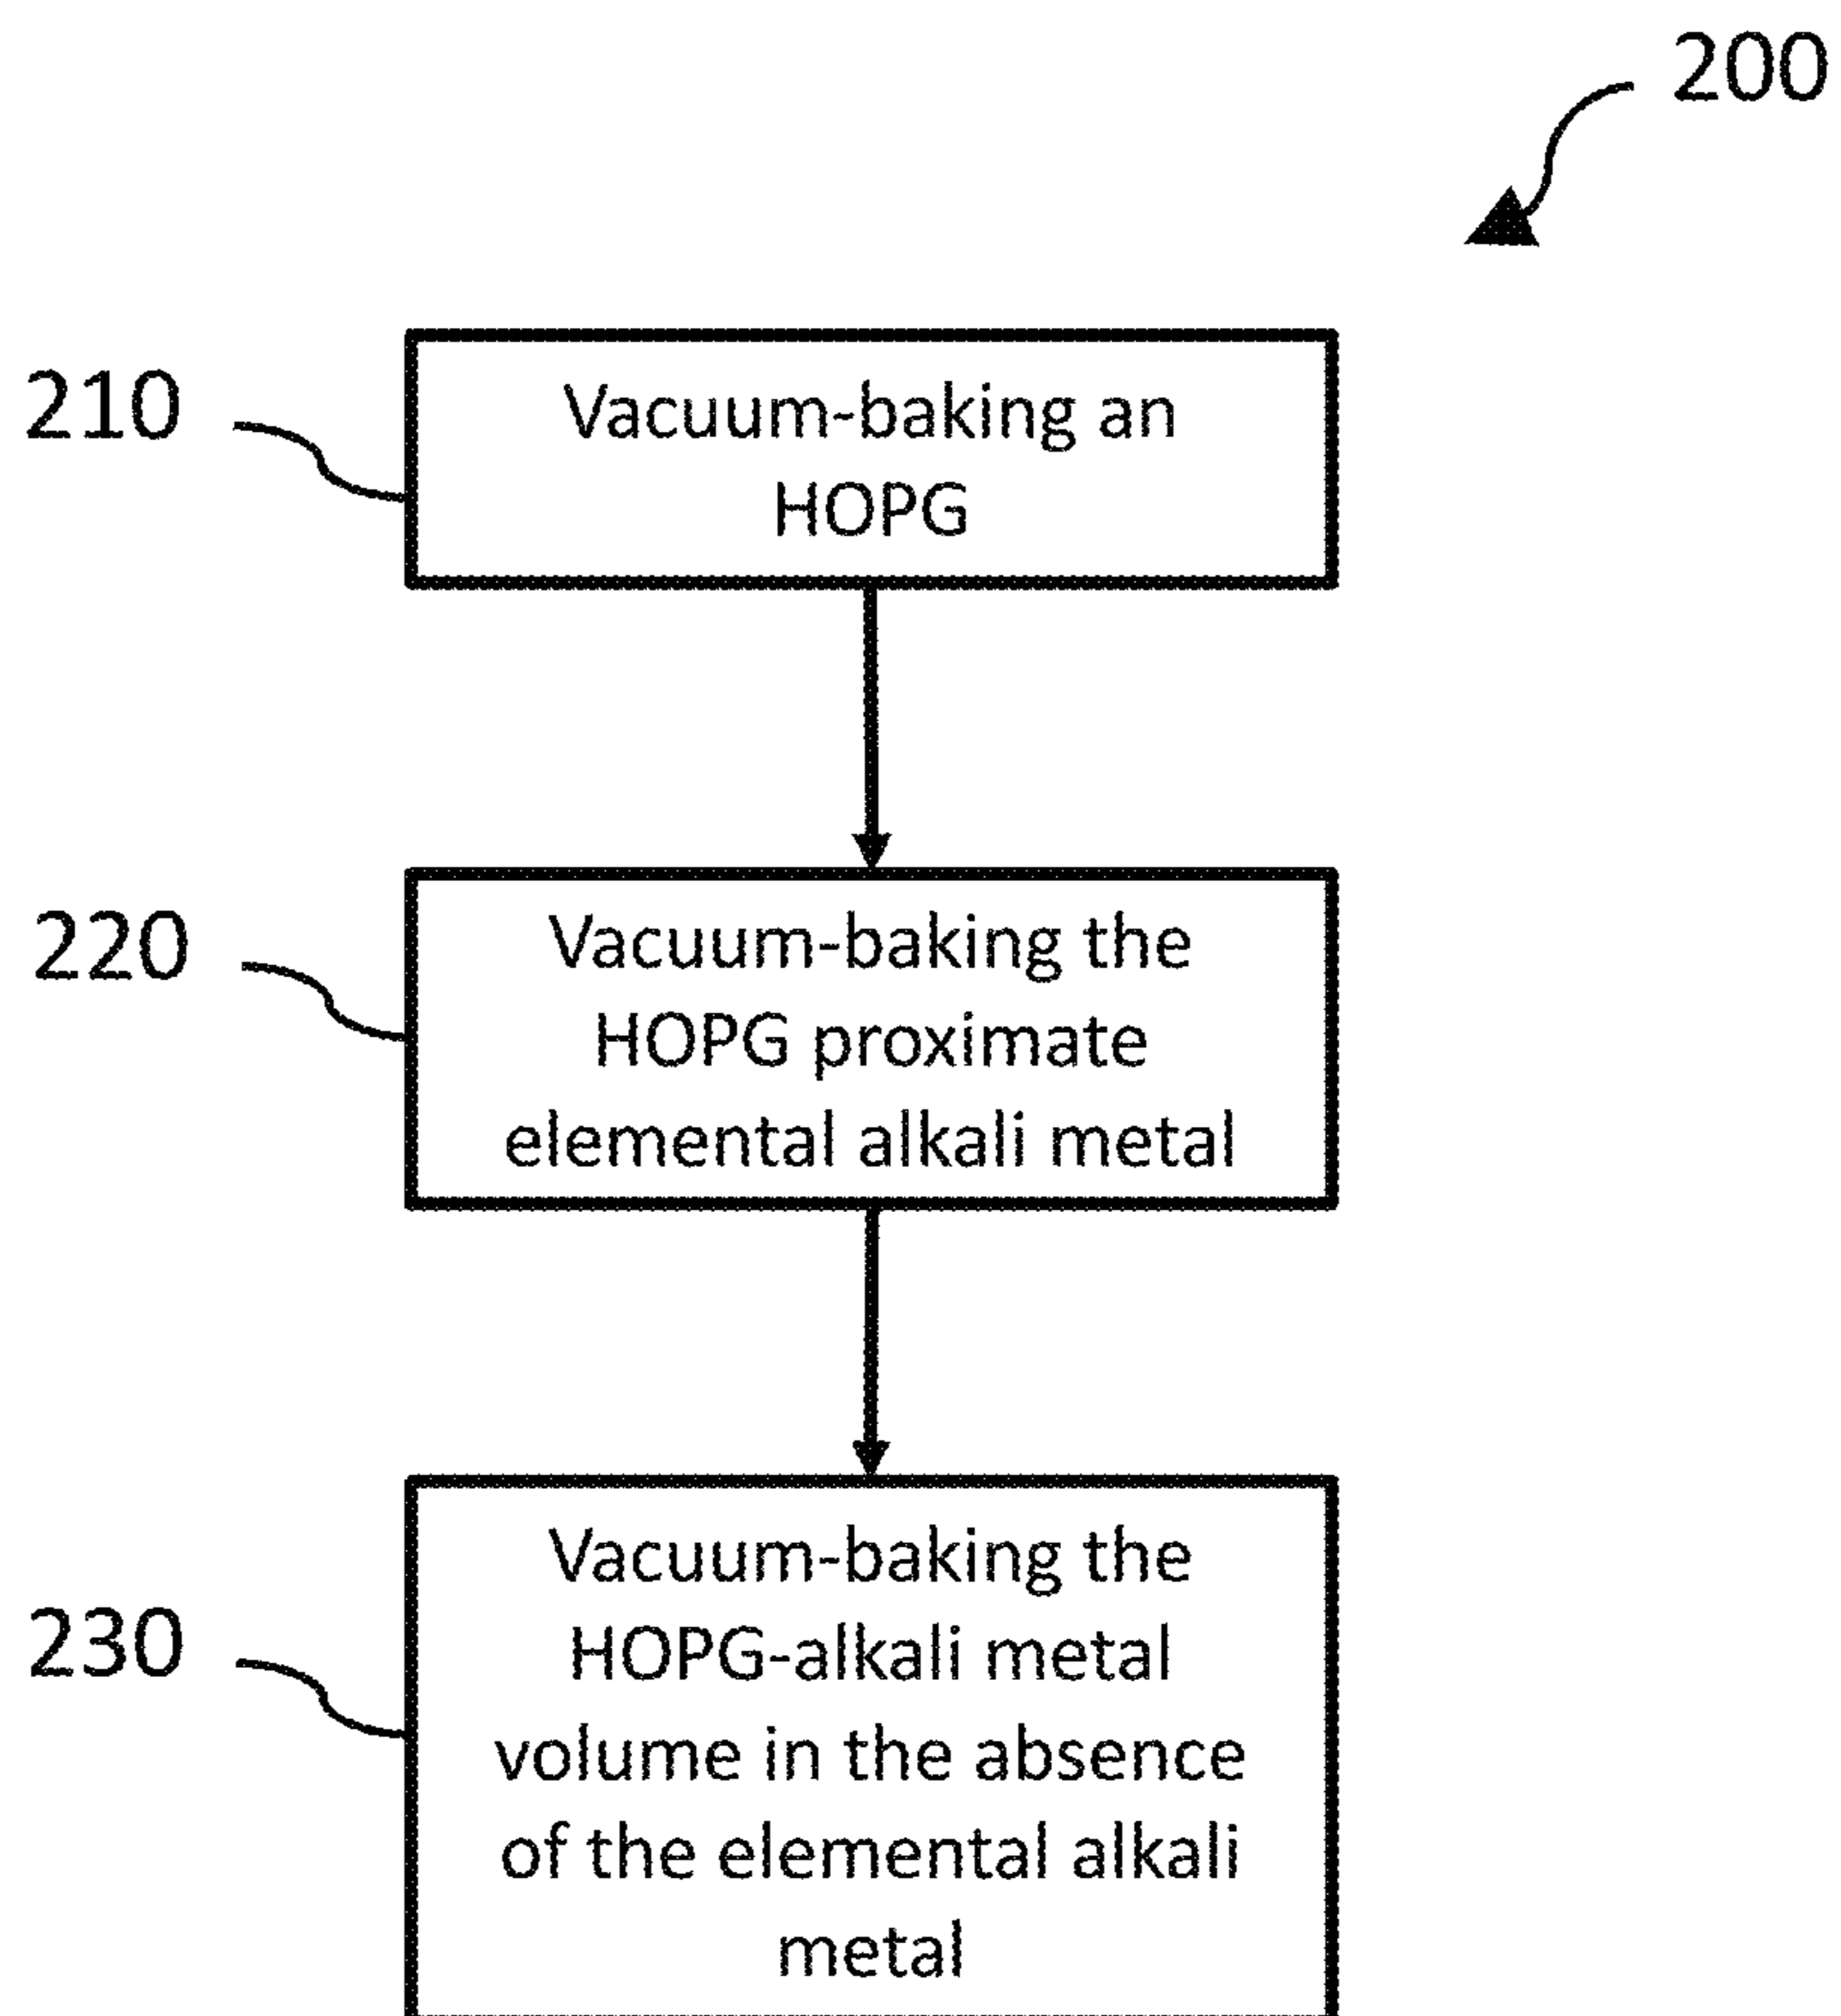 200
210
Vacuum-baking an
HOPG
220
Vacuum-baking the
HOPG proximate
elemental alkali metal
230
Vacuum-baking the
HOPG-alkali metal
volume in the absence
of the elemental alkali
metal